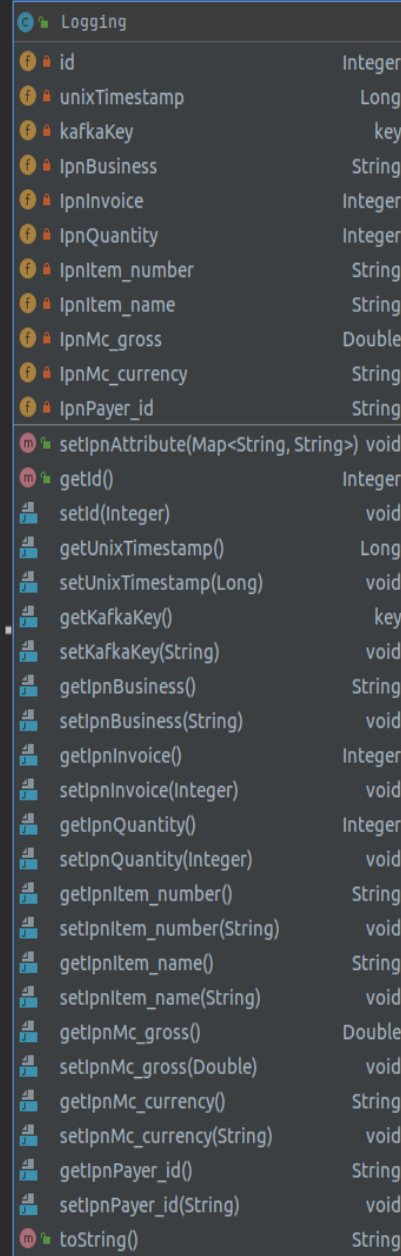 Logging
id Integer
unixTimestamp Long
kafkaKey key
IpnBusiness String
IpnInvoice Integer
IpnQuantity Integer
IpnItem_number String
IpnItem_name String
IpnMc_gross Double
IpnMc_currency String
IpnPayer_id String
setIpnAttribute(Map<String, String>) void
getId() Integer
setId(Integer) void
getUnixTimestamp() Long
setUnixTimestamp(Long) void
getKafkaKey() key
setKafkaKey(String) void
getIpnBusiness() String
setIpnBusiness(String) void
getIpnInvoice() Integer
setIpnInvoice(Integer) void
getIpnQuantity() Integer
setIpnQuantity(Integer) void
getIpnItem_number() String
setIpnItem_number(String) void
getIpnItem_name() String
setIpnItem_name(String) void
getIpnMc_gross() Double
setIpnMc_gross(Double) void
getIpnMc_currency() String
setIpnMc_currency(String) void
getIpnPayer_id() String
setIpnPayer_id(String) void
toString() String